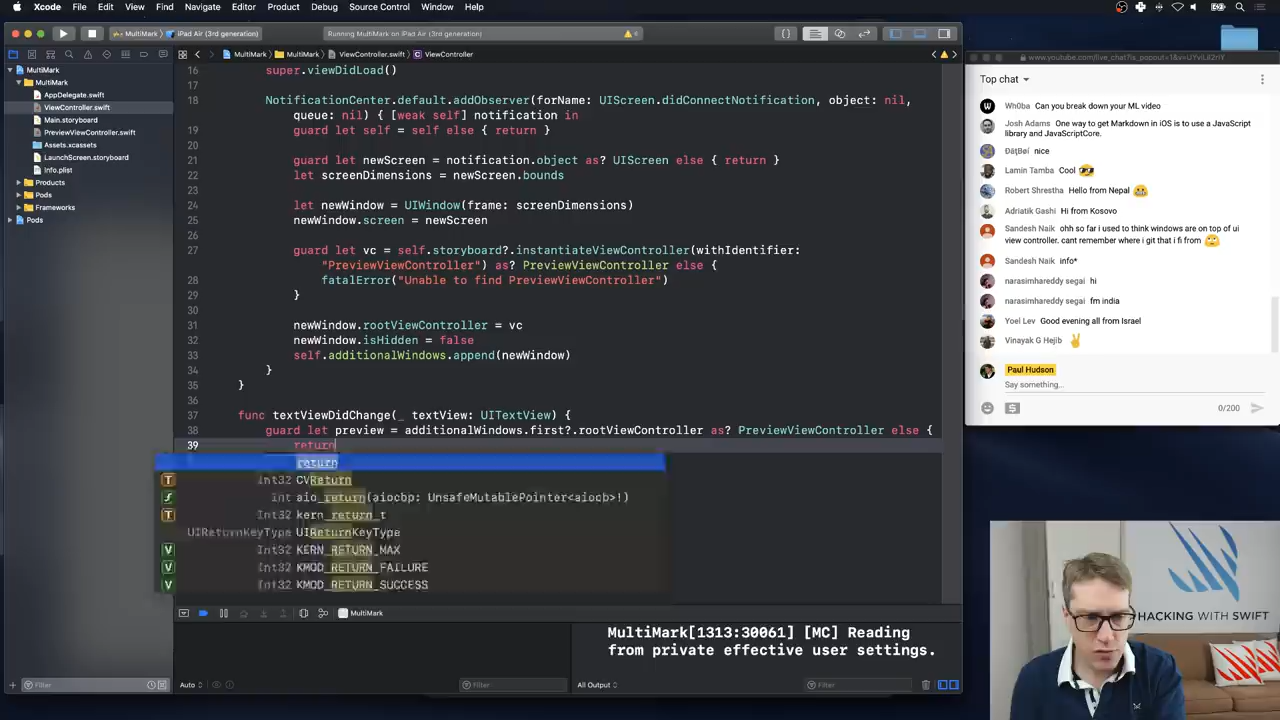 Xcode File Edit View Find Navigate Editor Product Debug Source Control Window Help
MultiMark iPad Air (3rd generation) Running MultiMark on iPad Air (3rd generation) 6
MultiMark MultiMark ViewController.swift ViewController
MultiMark
MultiMark
AppDelegate.swift
ViewController.swift
Main.storyboard
PreviewViewController.swift
Assets.xcassets
LaunchScreen.storyboard
Info.plist
Products
Pods
Frameworks
Pods
16 super.viewDidLoad()
17
18 NotificationCenter.default.addObserver(forName: UIScreen.didConnectNotification, object: nil,
queue: nil) { [weak self] notification in
19 guard let self = self else { return }
20
21 guard let newScreen = notification.object as? UIScreen else { return }
22 let screenDimensions = newScreen.bounds
23
24 let newWindow = UIWindow(frame: screenDimensions)
25 newWindow.screen = newScreen
26
27 guard let vc = self.storyboard?.instantiateViewController(withIdentifier:
"PreviewViewController") as? PreviewViewController else {
28 fatalError("Unable to find PreviewViewController")
29 }
30
31 newWindow.rootViewController = vc
32 newWindow.isHidden = false
33 self.additionalWindows.append(newWindow)
34 }
35 }
36
37 func textViewDidChange(_ textView: UITextView) {
38 guard let preview = additionalWindows.first?.rootViewController as? PreviewViewController else {
39 return
return
T Int32 CVReturn
f int aio_return(aiocbp: UnsafeMutablePointer<aiocb>!)
T Int32 kern_return_t
UIReturnKeyType UIReturnKeyType
V Int32 KERN_RETURN_MAX
V Int32 KMOD_RETURN_FAILURE
V Int32 KMOD_RETURN_SUCCESS
MultiMark
MultiMark[1313:30061] [MC] Reading
from private effective user settings.
Filter Auto Filter All Output Filter
Top chat
Wh0ba Can you break down your ML video
Josh Adams One way to get Markdown in iOS is to use a JavaScript
library and JavaScriptCore.
nice
Lamin Tamba Cool
Robert Shrestha Hello from Nepal
Adriatik Gashi Hi from Kosovo
Sandesh Naik ohh so far i used to think windows are on top of ui
view controller. cant remember where i git that i fi from
Sandesh Naik info*
narasimhareddy segai hi
narasimhareddy segai fm india
Yoel Lev Good evening all from Israel
Vinayak G Hejib
Paul Hudson
Say something...
0/200
HACKING WITH SWIFT